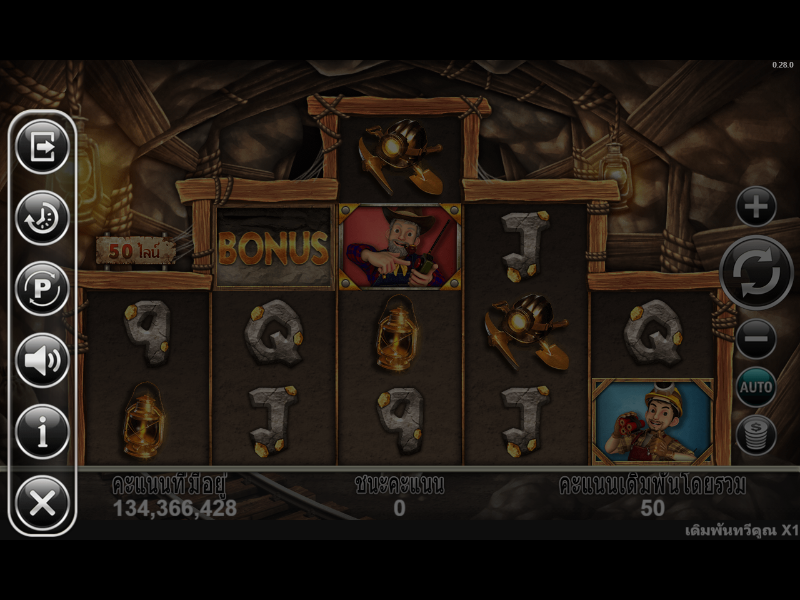 0.28.0
50 ไลน์
BONUS
J
9
Q
Q
J
9
J
P
i
AUTO
คะแนนที่มีอยู่
ชนะคะแนน
คะแนนเดิมพันโดยรวม
134,366,428
0
50
เดิมพันทวีคูณ X1